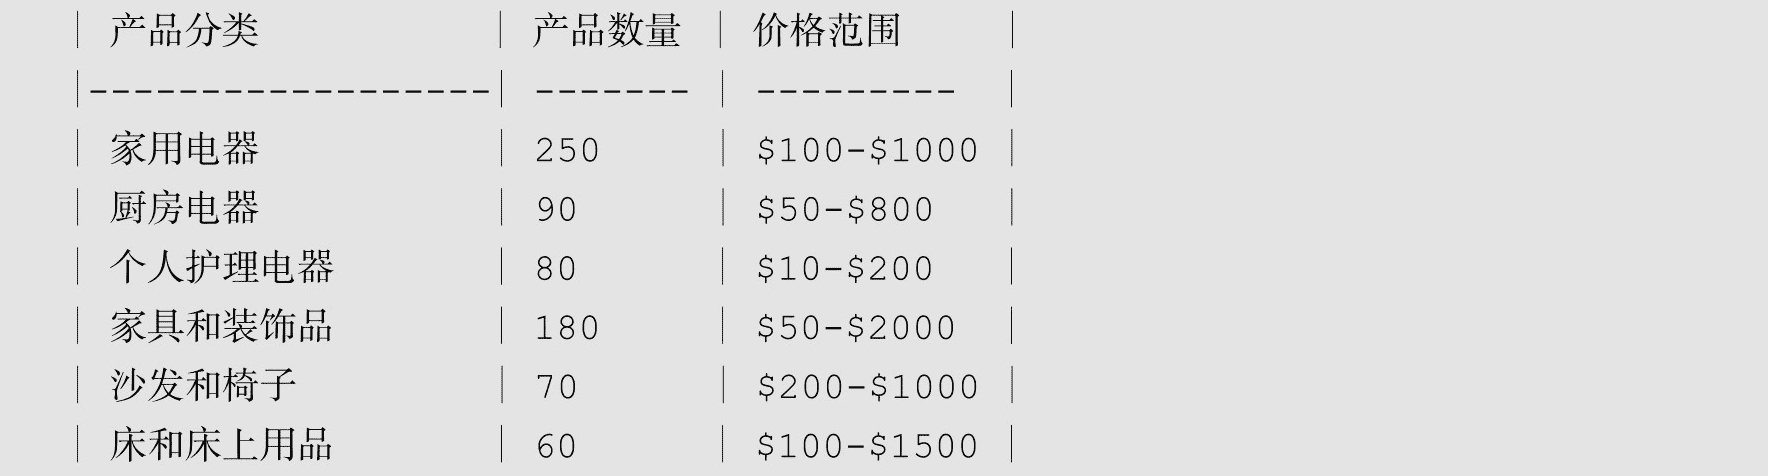 | 产品分类 | 产品数量 | 价格范围 |
|------------------| ------- | --------- |
| 家用电器 | 250 | $100-$1000 |
| 厨房电器 | 90 | $50-$800 |
| 个人护理电器 | 80 | $10-$200 |
| 家具和装饰品 | 180 | $50-$2000 |
| 沙发和椅子 | 70 | $200-$1000 |
| 床和床上用品 | 60 | $100-$1500 |